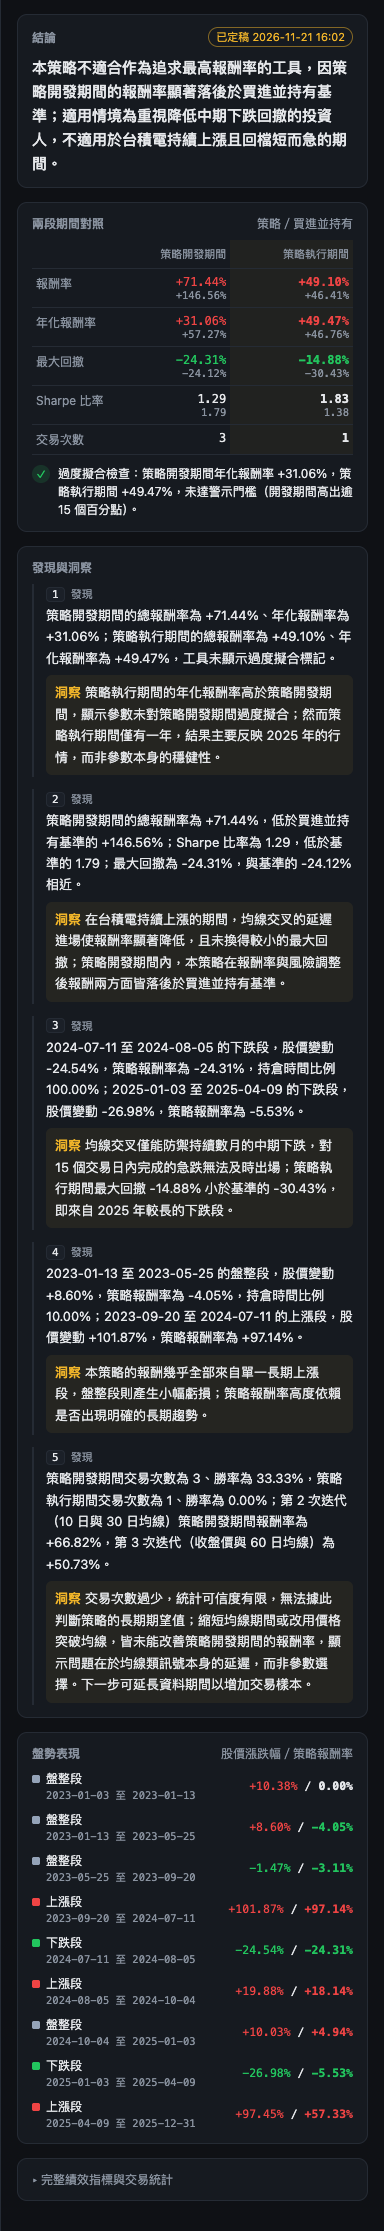 結論
已定稿 2026-11-21 16:02
本策略不適合作為追求最高報酬率的工具，因策
略開發期間的報酬率顯著落後於買進並持有基
準；適用情境為重視降低中期下跌回撤的投資
人，不適用於台積電持續上漲且回檔短而急的期
間。
兩段期間對照
策略 / 買進並持有
策略開發期間
策略執行期間
報酬率
+71.44%
+49.10%
+146.56%
+46.41%
年化報酬率
+31.06%
+49.47%
+57.27%
+46.76%
最大回撤
-24.31%
-14.88%
-24.12%
-30.43%
Sharpe 比率
1.29
1.83
1.79
1.38
交易次數
3
1
過度擬合檢查：策略開發期間年化報酬率 +31.06%，策
略執行期間 +49.47%，未達警示門檻（開發期間高出逾
15 個百分點）。
發現與洞察
1 發現
策略開發期間的總報酬率為 +71.44%、年化報酬率為
+31.06%；策略執行期間的總報酬率為 +49.10%、年
化報酬率為 +49.47%，工具未顯示過度擬合標記。
洞察 策略執行期間的年化報酬率高於策略開發期
間，顯示參數未對策略開發期間過度擬合；然而策
略執行期間僅有一年，結果主要反映 2025 年的行
情，而非參數本身的穩健性。
2 發現
策略開發期間的總報酬率為 +71.44%，低於買進並持
有基準的 +146.56%；Sharpe 比率為 1.29，低於基
準的 1.79；最大回撤為 -24.31%，與基準的 -24.12%
相近。
洞察 在台積電持續上漲的期間，均線交叉的延遲
進場使報酬率顯著降低，且未換得較小的最大回
撤；策略開發期間內，本策略在報酬率與風險調整
後報酬兩方面皆落後於買進並持有基準。
3 發現
2024-07-11 至 2024-08-05 的下跌段，股價變動
-24.54%，策略報酬率為 -24.31%，持倉時間比例
100.00%；2025-01-03 至 2025-04-09 的下跌段，
股價變動 -26.98%，策略報酬率為 -5.53%。
洞察 均線交叉僅能防禦持續數月的中期下跌，對
15 個交易日內完成的急跌無法及時出場；策略執
行期間最大回撤 -14.88% 小於基準的 -30.43%，
即來自 2025 年較長的下跌段。
4 發現
2023-01-13 至 2023-05-25 的盤整段，股價變動
+8.60%，策略報酬率為 -4.05%，持倉時間比例
10.00%；2023-09-20 至 2024-07-11 的上漲段，股
價變動 +101.87%，策略報酬率為 +97.14%。
洞察 本策略的報酬幾乎全部來自單一長期上漲
段，盤整段則產生小幅虧損；策略報酬率高度依賴
是否出現明確的長期趨勢。
5 發現
策略開發期間交易次數為 3、勝率為 33.33%，策略
執行期間交易次數為 1、勝率為 0.00%；第 2 次迭代
（10 日與 30 日均線）策略開發期間報酬率為
+66.82%，第 3 次迭代（收盤價與 60 日均線）為
+50.73%。
洞察 交易次數過少，統計可信度有限，無法據此
判斷策略的長期期望值；縮短均線期間或改用價格
突破均線，皆未能改善策略開發期間的報酬率，顯
示問題在於均線類訊號本身的延遲，而非參數選
擇。下一步可延長資料期間以增加交易樣本。
盤勢表現
股價漲跌幅 / 策略報酬率
盤整段
+10.38% / 0.00%
2023-01-03 至 2023-01-13
盤整段
+8.60% / -4.05%
2023-01-13 至 2023-05-25
盤整段
-1.47% / -3.11%
2023-05-25 至 2023-09-20
上漲段
+101.87% / +97.14%
2023-09-20 至 2024-07-11
下跌段
-24.54% / -24.31%
2024-07-11 至 2024-08-05
上漲段
+19.88% / +18.14%
2024-08-05 至 2024-10-04
盤整段
+10.03% / +4.94%
2024-10-04 至 2025-01-03
下跌段
-26.98% / -5.53%
2025-01-03 至 2025-04-09
上漲段
+97.45% / +57.33%
2025-04-09 至 2025-12-31
▸ 完整績效指標與交易統計